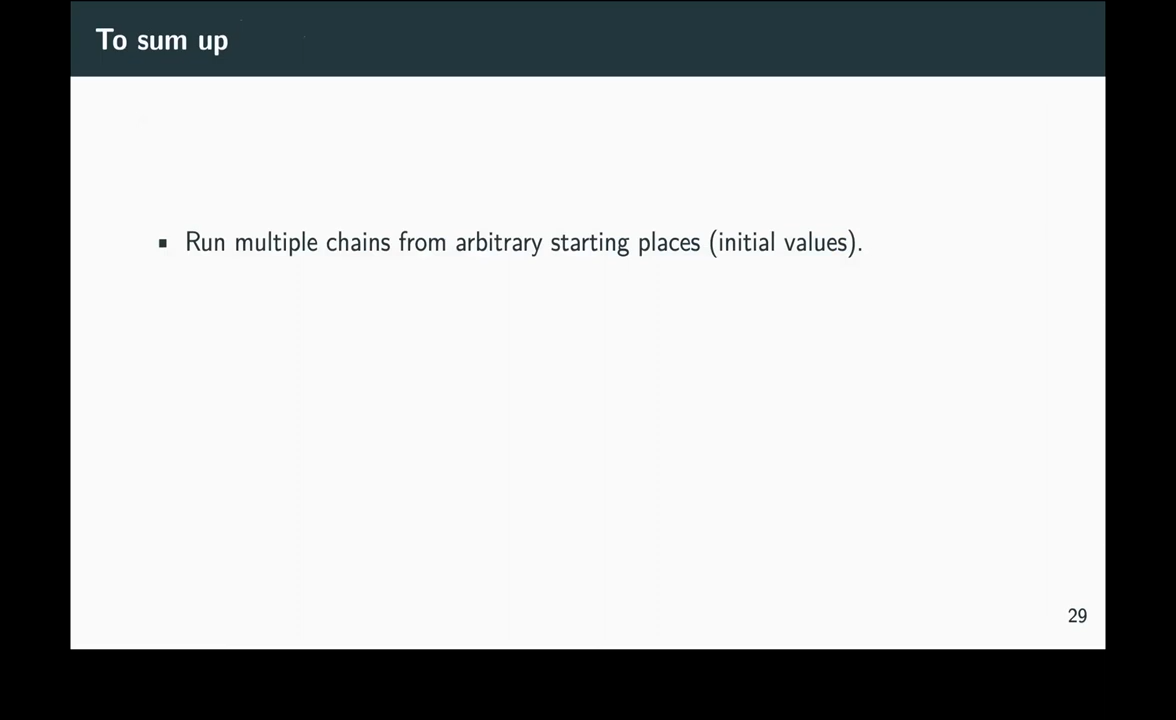 To sum up
▪ Run multiple chains from arbitrary starting places (initial values).
29